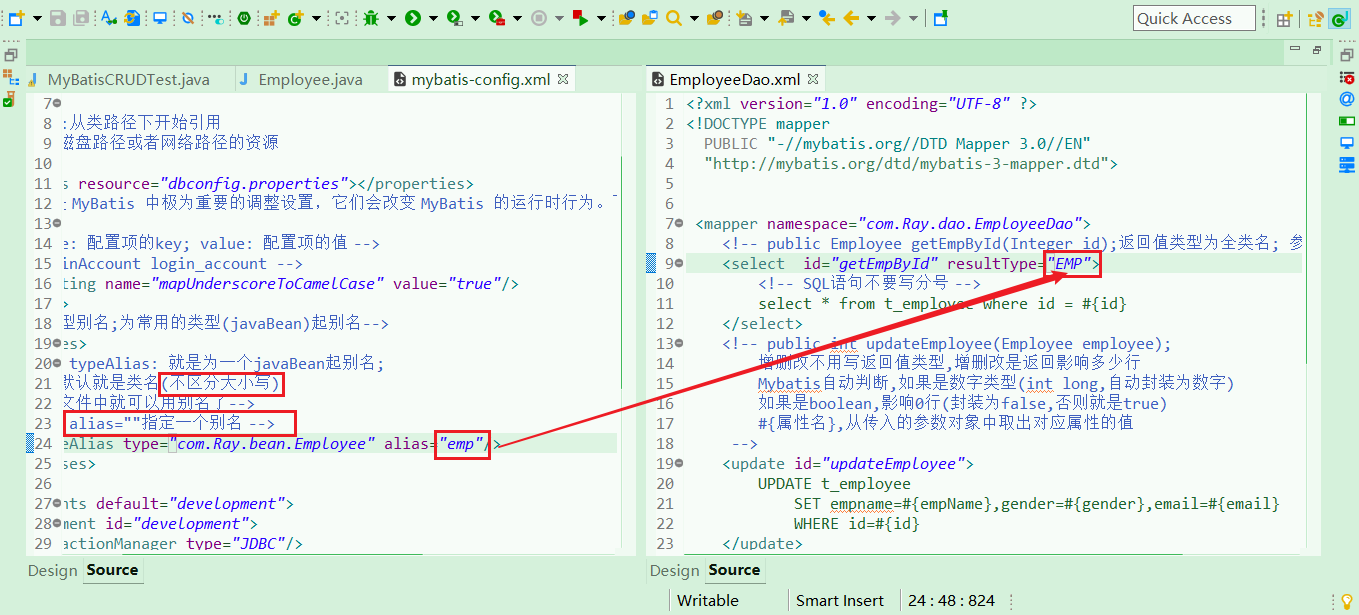 Quick Access
MyBatisCRUDTest.java
Employee.java
mybatis-config.xml
7
8 :从类路径下开始引用
9 磁盘路径或者网络路径的资源
10
11 s resource="dbconfig.properties"></properties>
12 MyBatis 中极为重要的调整设置，它们会改变 MyBatis 的运行时行为。
13
14 e: 配置项的key; value: 配置项的值 -->
15 inAccount login_account -->
16 ting name="mapUnderscoreToCamelCase" value="true"/>
17 >
18 型别名;为常用的类型(javaBean)起别名-->
19 es>
20 typeAlias: 就是为一个javaBean起别名;
21 默认就是类名(不区分大小写)
22 文件中就可以用别名了-->
23 alias=""指定一个别名 -->
24 eAlias type="com.Ray.bean.Employee" alias="emp"/>
25 ses>
26
27 nts default="development">
28 ment id="development">
29 actionManager type="JDBC"/>
Design
Source
EmployeeDao.xml
1 <?xml version="1.0" encoding="UTF-8" ?>
2 <!DOCTYPE mapper
3 PUBLIC "-//mybatis.org//DTD Mapper 3.0//EN"
4 "http://mybatis.org/dtd/mybatis-3-mapper.dtd">
5
6
7 <mapper namespace="com.Ray.dao.EmployeeDao">
8 <!-- public Employee getEmpById(Integer id);返回值类型为全类名; 参
9 <select id="getEmpById" resultType="EMP">
10 <!-- SQL语句不要写分号 -->
11 select * from t_employee where id = #{id}
12 </select>
13 <!-- public int updateEmployee(Employee employee);
14 增删改不用写返回值类型,增删改是返回影响多少行
15 Mybatis自动判断,如果是数字类型(int long,自动封装为数字)
16 如果是boolean,影响0行(封装为false,否则就是true)
17 #{属性名},从传入的参数对象中取出对应属性的值
18 -->
19 <update id="updateEmployee">
20 UPDATE t_employee
21 SET empname=#{empName},gender=#{gender},email=#{email}
22 WHERE id=#{id}
23 </update>
Design
Source
Writable
Smart Insert
24 : 48 : 824